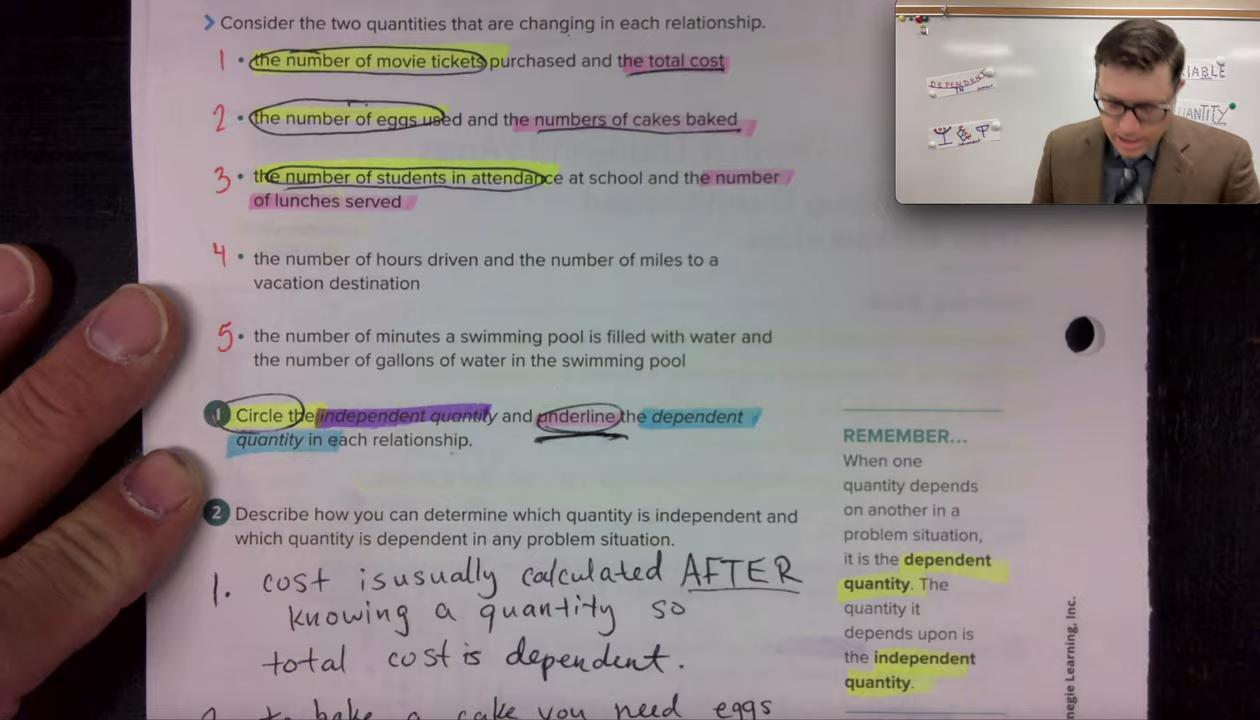 > Consider the two quantities that are changing in each relationship.
1 • the number of movie tickets purchased and the total cost
2 • the number of eggs used and the numbers of cakes baked
3 • the number of students in attendance at school and the number
of lunches served
4 • the number of hours driven and the number of miles to a
vacation destination
5 • the number of minutes a swimming pool is filled with water and
the number of gallons of water in the swimming pool
1 Circle the independent quantity and underline the dependent
quantity in each relationship.
2 Describe how you can determine which quantity is independent and
which quantity is dependent in any problem situation.
1. cost is usually calculated AFTER
knowing a quantity so
total cost is dependent.
to bake a cake you need eggs
REMEMBER...
When one
quantity depends
on another in a
problem situation,
it is the dependent
quantity. The
quantity it
depends upon is
the independent
quantity.
negie Learning, Inc.
DEPENDENT
IN
IABLE
UANTITY